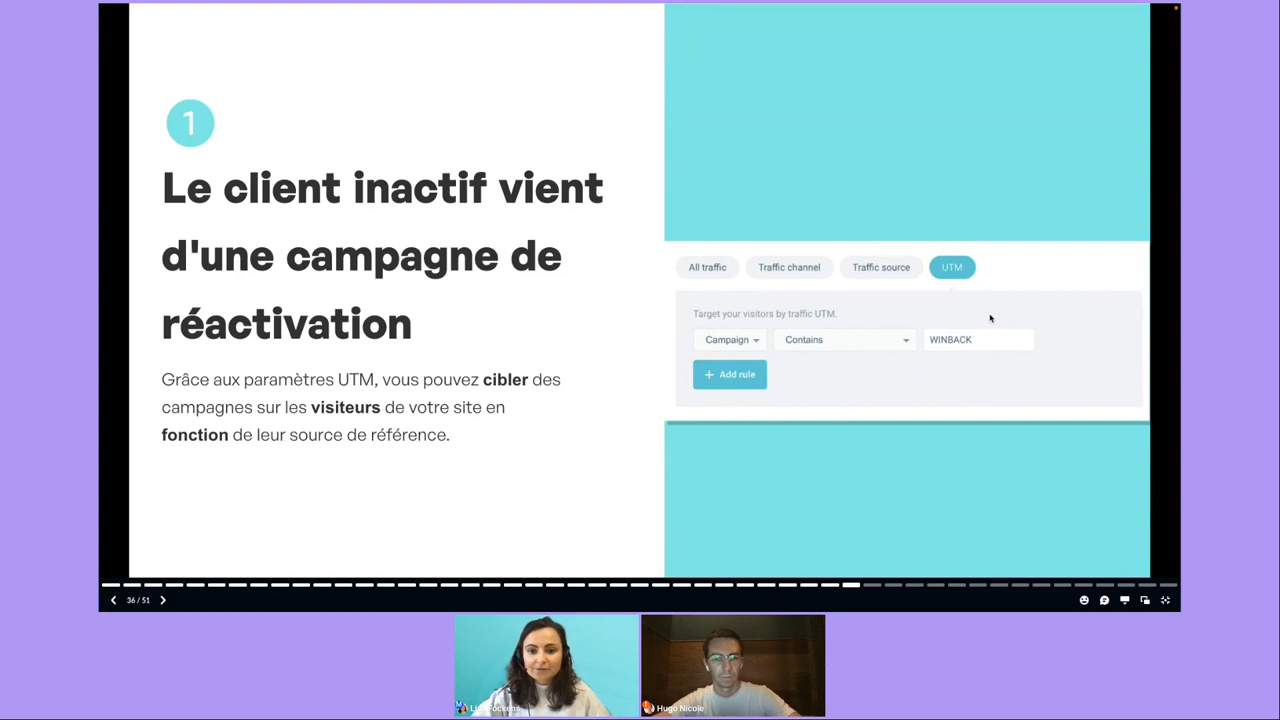 1
Le client inactif vient
d'une campagne de
réactivation
Grâce aux paramètres UTM, vous pouvez cibler des
campagnes sur les visiteurs de votre site en
fonction de leur source de référence.
All traffic
Traffic channel
Traffic source
UTM
Target your visitors by traffic UTM.
Campaign
Contains
WINBACK
+ Add rule
36 / 51
Hugo Nicole